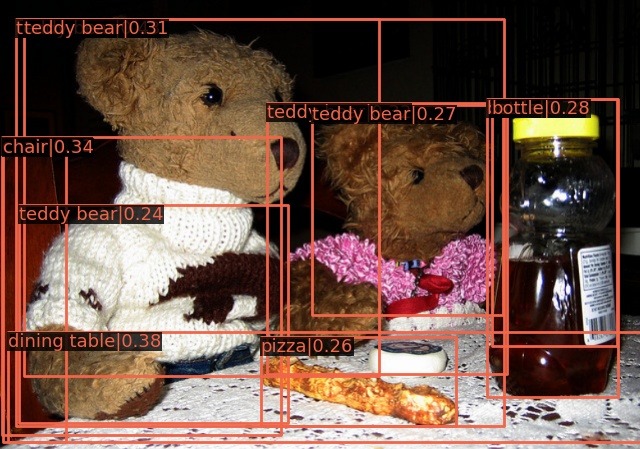 tteddy bear|0.31
teddy
teddy bear|0.27
bottle|0.28
chair|0.34
teddy bear|0.24
dining table|0.38
pizza|0.26